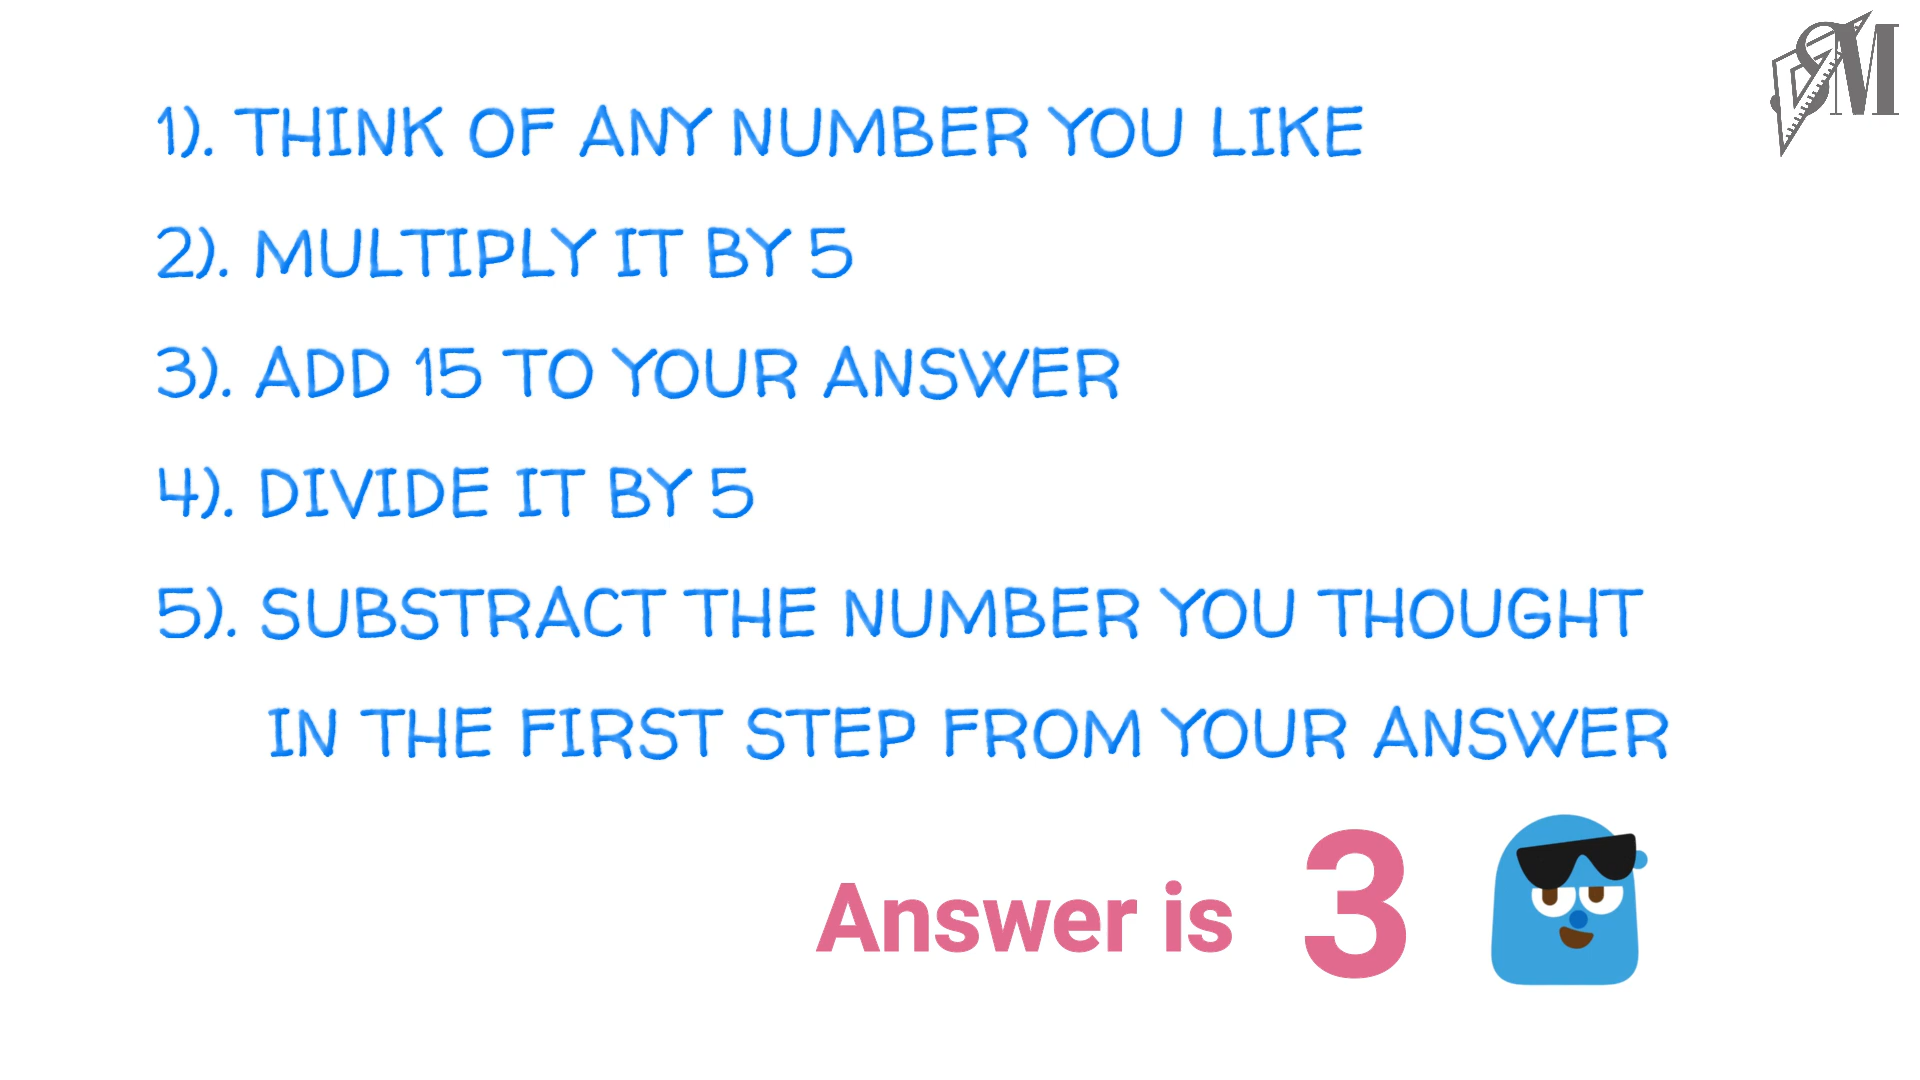 SM
1). THINK OF ANY NUMBER YOU LIKE
2). MULTIPLY IT BY 5
3). ADD 15 TO YOUR ANSWER
4). DIVIDE IT BY 5
5). SUBSTRACT THE NUMBER YOU THOUGHT
IN THE FIRST STEP FROM YOUR ANSWER
Answer is 3